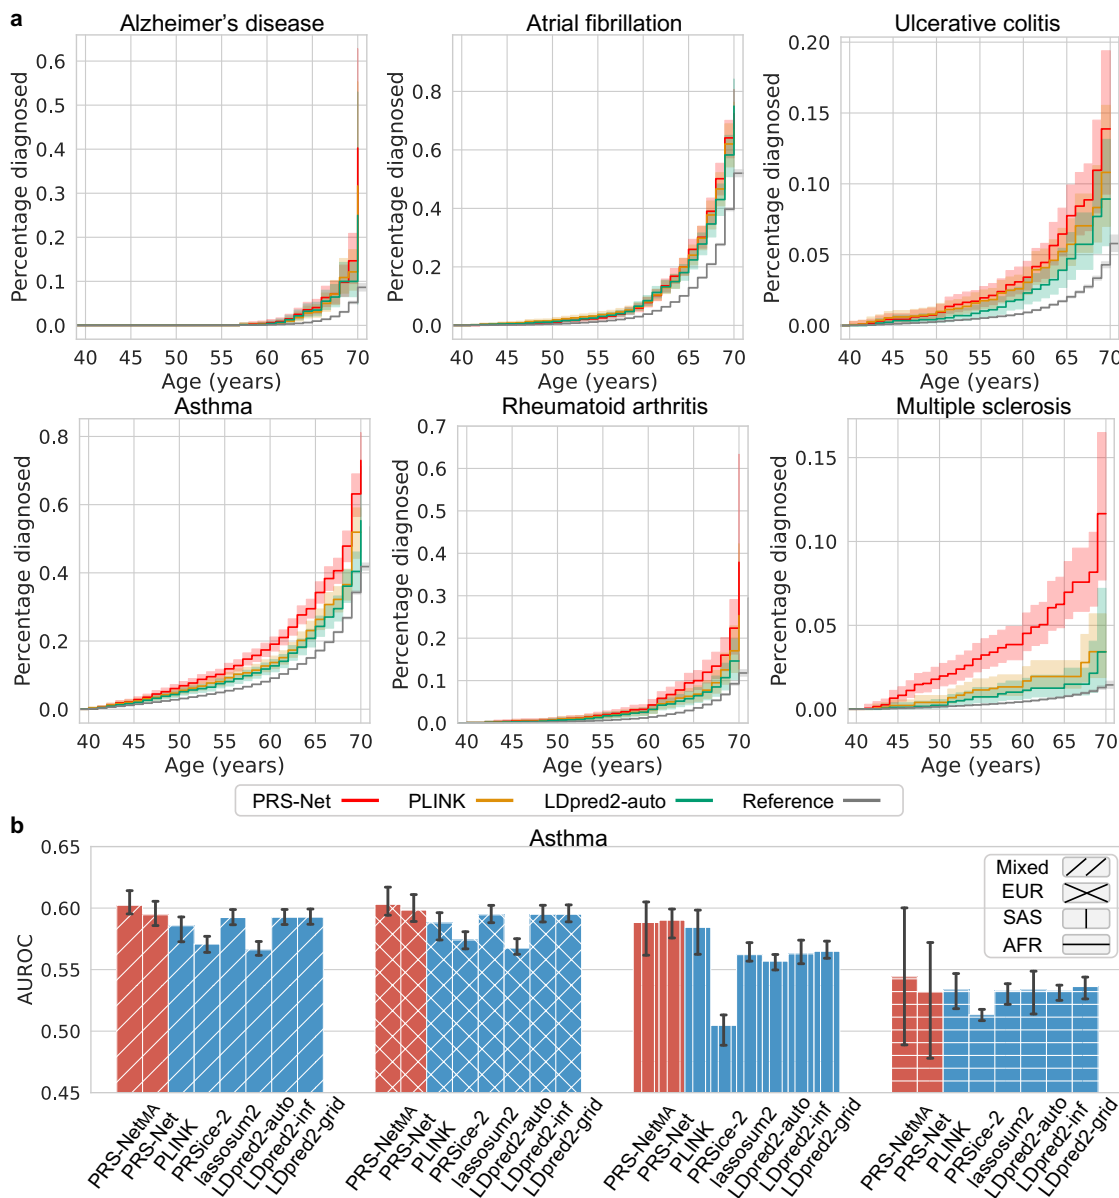 a
Alzheimer's disease
Atrial fibrillation
Ulcerative colitis
Percentage diagnosed
0.6
0.5
0.4
0.3
0.2
0.1
0.0
40 45 50 55 60 65 70
Age (years)
Percentage diagnosed
0.8
0.6
0.4
0.2
0.0
40 45 50 55 60 65 70
Age (years)
Percentage diagnosed
0.20
0.15
0.10
0.05
0.00
40 45 50 55 60 65 70
Age (years)
Asthma
Rheumatoid arthritis
Multiple sclerosis
Percentage diagnosed
0.8
0.6
0.4
0.2
0.0
40 45 50 55 60 65 70
Age (years)
Percentage diagnosed
0.7
0.6
0.5
0.4
0.3
0.2
0.1
0.0
40 45 50 55 60 65 70
Age (years)
Percentage diagnosed
0.15
0.10
0.05
0.00
40 45 50 55 60 65 70
Age (years)
PRS-Net PLINK LDpred2-auto Reference
b
Asthma
AUROC
0.65
0.60
0.55
0.50
0.45
Mixed
EUR
SAS
AFR
PRS-NetMA
PRS-Net
PLINK
PRSice-2
lassosum2
LDpred2-auto
LDpred2-inf
LDpred2-grid
PRS-NetMA
PRS-Net
PLINK
PRSice-2
lassosum2
LDpred2-auto
LDpred2-inf
LDpred2-grid
PRS-NetMA
PRS-Net
PLINK
PRSice-2
lassosum2
LDpred2-auto
LDpred2-inf
LDpred2-grid
PRS-NetMA
PRS-Net
PLINK
PRSice-2
lassosum2
LDpred2-auto
LDpred2-inf
LDpred2-grid